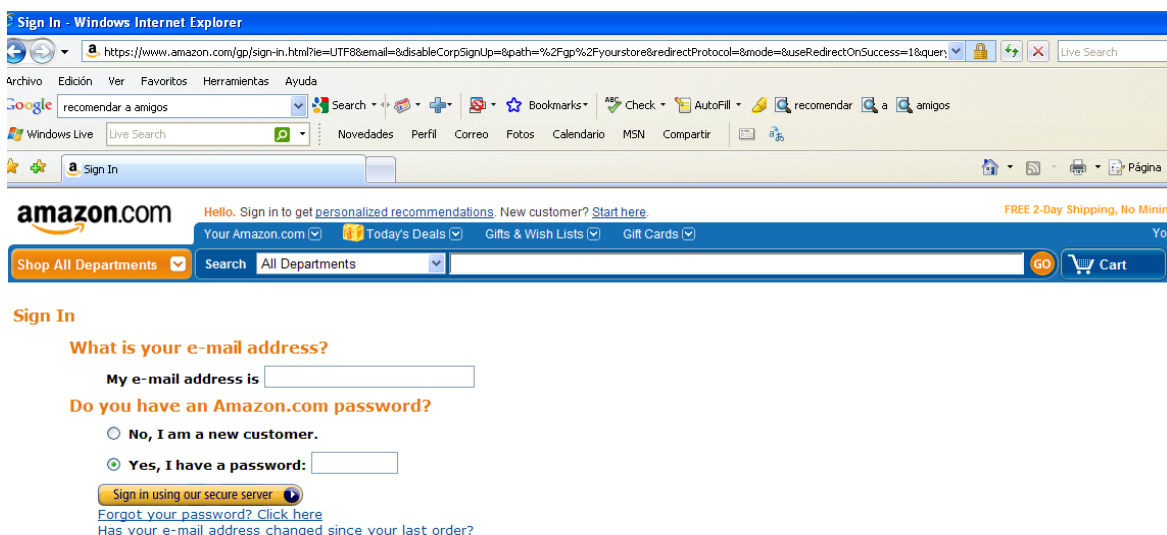 Sign In - Windows Internet Explorer
https://www.amazon.com/gp/sign-in.html?ie=UTF8&email=&disableCorpSignUp=&path=%2Fgp%2Fyourstore&redirectProtocol=&mode=&useRedirectOnSuccess=1&query Live Search
Archivo Edición Ver Favoritos Herramientas Ayuda
Google recomendar a amigos Search Bookmarks ABC Check AutoFill recomendar a amigos
Windows Live Live Search Novedades Perfil Correo Fotos Calendario MSN Compartir
a Sign In Página
amazon.com Hello. Sign in to get personalized recommendations. New customer? Start here. FREE 2-Day Shipping, No Minin
Your Amazon.com Today's Deals Gifts & Wish Lists Gift Cards Yo
Shop All Departments Search All Departments GO Cart
Sign In
What is your e-mail address?
My e-mail address is
Do you have an Amazon.com password?
No, I am a new customer.
Yes, I have a password:
Sign in using our secure server
Forgot your password? Click here
Has your e-mail address changed since your last order?